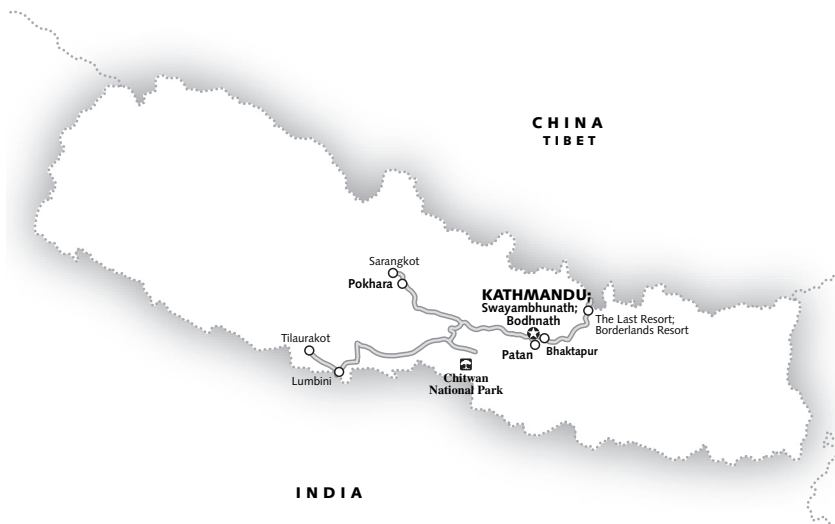 CHINA
TIBET
Sarangkot
Pokhara
KATHMANDU;
Swayambhunath;
Bodhnath
The Last Resort;
Borderlands Resort
Tilaurakot
Patan
Bhaktapur
Lumbini
Chitwan
National Park
INDIA